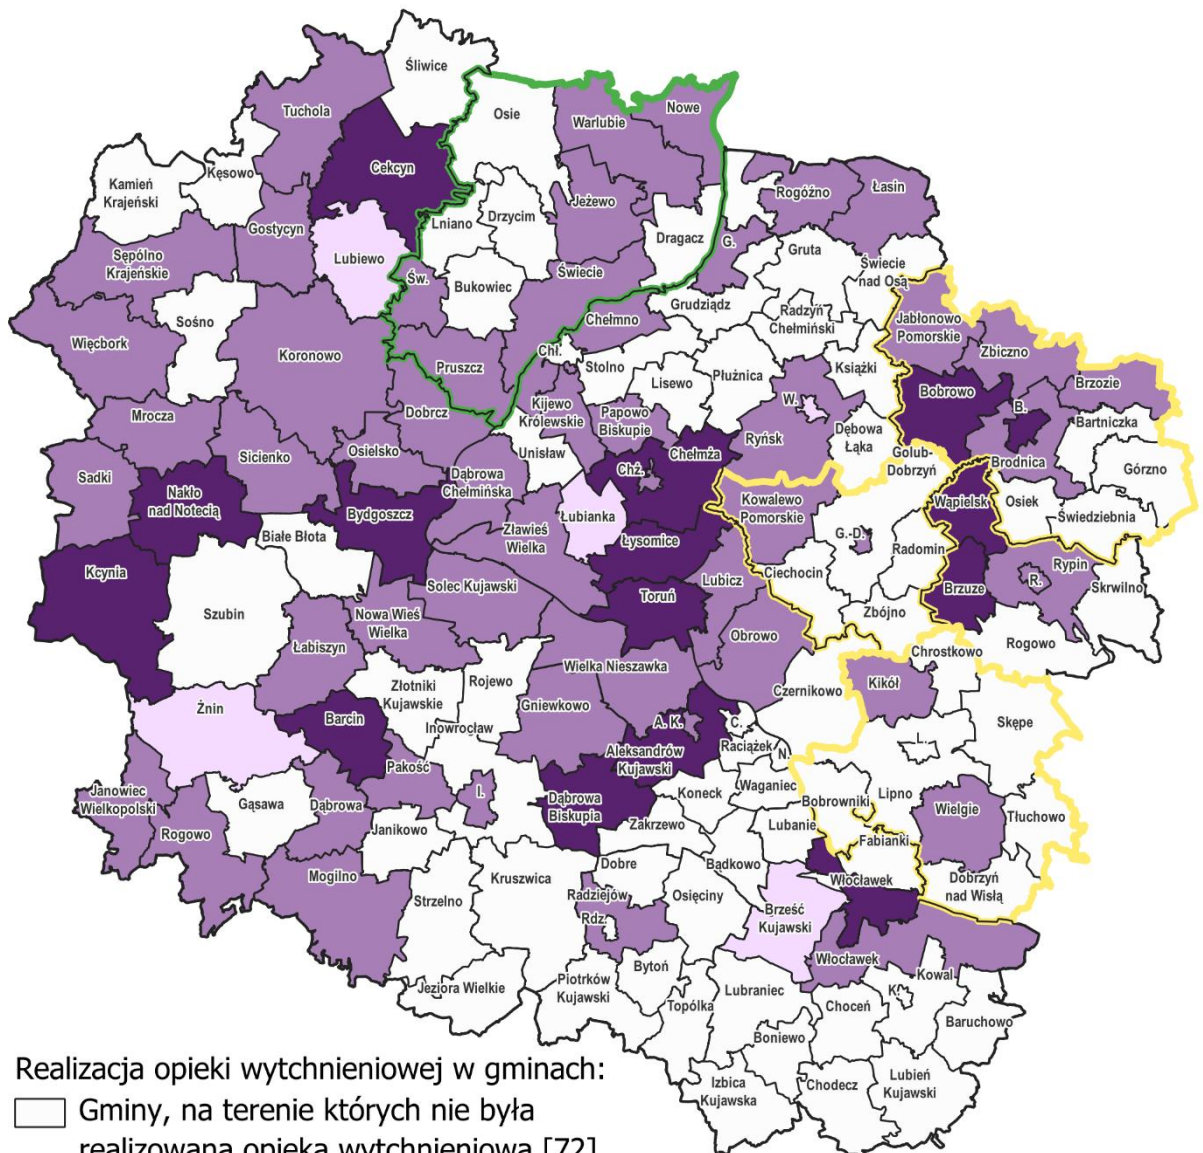 Śliwice
Tuchola
Osie
Warlubie
Nowe
Cekcyn
Kęsowo
Kamień
Krajeński
Rogóźno
Łasin
Jeżewo
Drzycim
Lniano
Gostycyn
Dragacz
G.
Gruta
Lubiewo
Sępólno
Krajeńskie
Świecie
nad Osą
Św.
Świecie
Bukowiec
Grudziądz
Radzyń
Chełmiński
Sośno
Chełmno
Jabłonowo
Pomorskie
Więcbork
Koronowo
Chł.
Zbiczno
Pruszcz
Stolno
Książki
Płużnica
Lisewo
Brzozie
Bobrowo
Kijewo
Królewskie
W.
B.
Mrocza
Dobrcz
Papowo
Biskupie
Bartniczka
Dębowa
Łąka
Ryńsk
Osielsko
Unisław
Chełmża
Golub-
Dobrzyń
Sicienko
Brodnica
Górzno
Sadki
Dąbrowa
Chełmińska
Chż.
Nakło
nad Notecią
Kowalewo
Pomorskie
Wąpielsk
Osiek
Bydgoszcz
Łubianka
Świedziebnia
Zławieś
Wielka
G.-D.
Białe Błota
Łysomice
Radomin
Rypin
Kcynia
Ciechocin
R.
Solec Kujawski
Lubicz
Brzuze
Skrwilno
Toruń
Szubin
Nowa Wieś
Wielka
Zbójno
Obrowo
Łabiszyn
Rogowo
Chrostkowo
Wielka Nieszawka
Rojewo
Kikół
Złotniki
Kujawskie
Czernikowo
Żnin
Gniewkowo
Barcin
A. K.
C.
Skępe
Inowrocław
L.
Raciążek
Aleksandrów
Kujawski
N.
Pakość
Waganiec
Janowiec
Wielkopolski
I.
Koneck
Lipno
Dąbrowa
Biskupia
Bobrowniki
Gąsawa
Dąbrowa
Wielgie
Tłuchowo
Zakrzewo
Lubanie
Janikowo
Rogowo
Fabianki
Dobre
Bądkowo
Mogilno
Kruszwica
Włocławek
Dobrzyń
nad Wisłą
Radziejów
Osięciny
Strzelno
Brześć
Kujawski
Rdz.
Włocławek
Bytoń
Kowal
Piotrków
Kujawski
Jeziora Wielkie
Lubraniec
K.
Topólka
Choceń
Baruchowo
Boniewo
Lubień
Kujawski
Izbica
Kujawska
Chodecz
Realizacja opieki wytchnieniowej w gminach:
Gminy, na terenie których nie była
realizowana opieka wytchnieniowa [72]